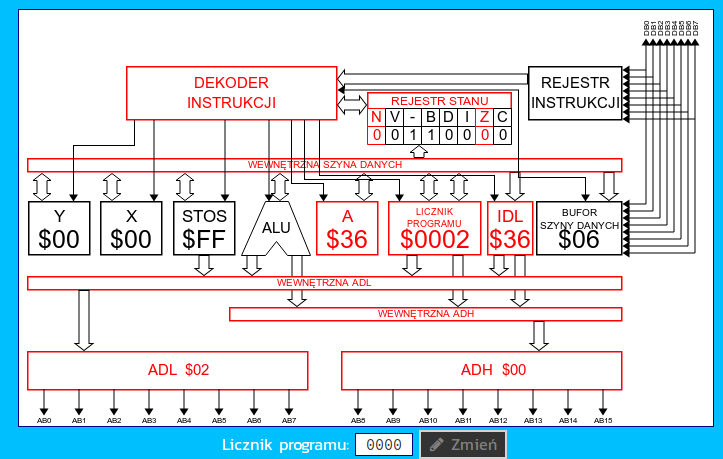 DB0 DB1 DB2 DB3 DB4 DB5 DB6 DB7
DEKODER
INSTRUKCJI
REJESTR
INSTRUKCJI
REJESTR STANU
N V - B D I Z C
0 0 1 1 0 0 0 0
WEWNĘTRZNA SZYNA DANYCH
Y
$00
X
$00
STOS
$FF
ALU
A
$36
LICZNIK
PROGRAMU
$0002
IDL
$36
BUFOR
SZYNY DANYCH
$06
WEWNĘTRZNA ADL
WEWNĘTRZNA ADH
ADL $02
ADH $00
AB0 AB1 AB2 AB3 AB4 AB5 AB6 AB7 AB8 AB9 AB10 AB11 AB12 AB13 AB14 AB15
Licznik programu: 0000 Zmień